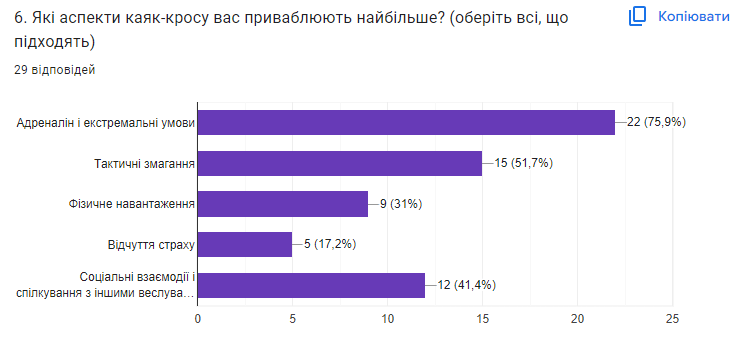 6. Які аспекти каяк-кросу вас приваблюють найбільше? (оберіть всі, що
підходять)
Копіювати
29 відповідей
Адреналін і екстремальні умови
22 (75,9%)
Тактичні змагання
15 (51,7%)
Фізичне навантаження
9 (31%)
Відчуття страху
5 (17,2%)
Соціальні взаємодії і
спілкування з іншими веслува…
12 (41,4%)
0 5 10 15 20 25